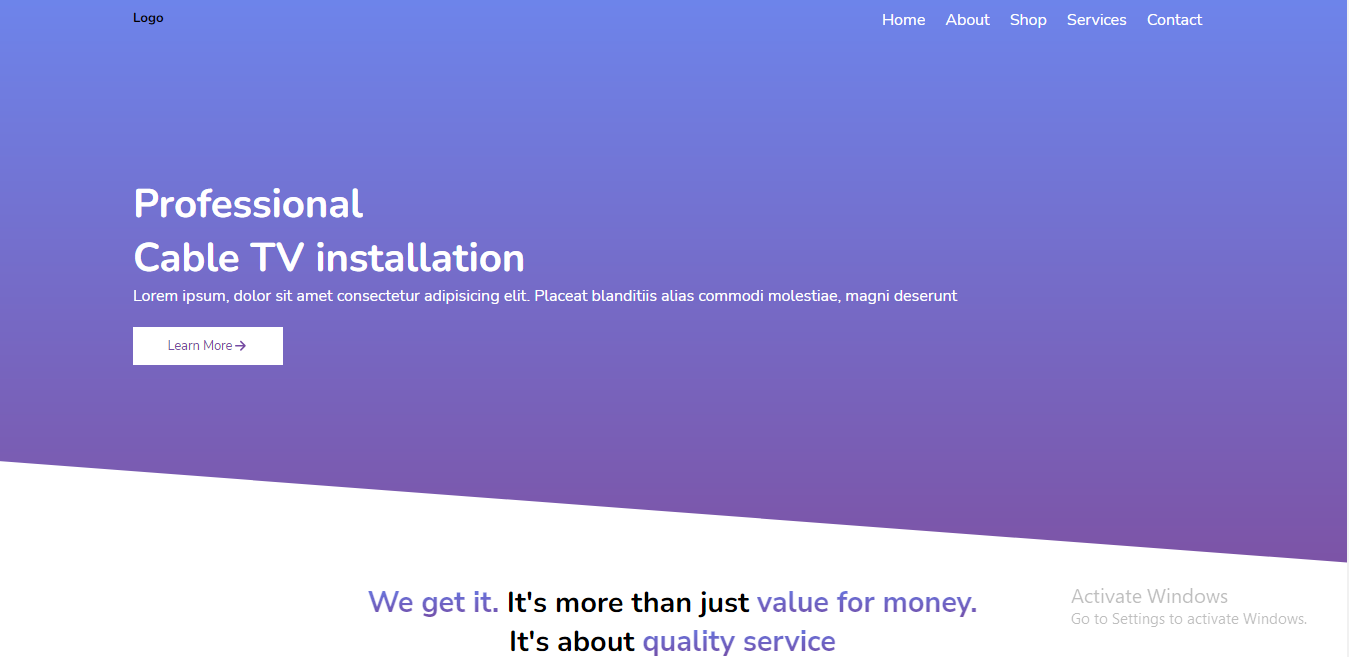 Logo
Home About Shop Services Contact
Professional
Cable TV installation
Lorem ipsum, dolor sit amet consectetur adipisicing elit. Placeat blanditiis alias commodi molestiae, magni deserunt
Learn More
We get it. It's more than just value for money.
It's about quality service
Activate Windows
Go to Settings to activate Windows.